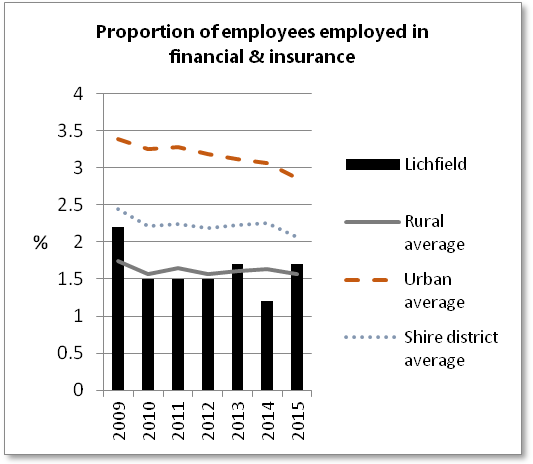 Proportion of employees employed in
financial & insurance
4
3.5
3
2.5
2
1.5
1
0.5
0
%
2009
2010
2011
2012
2013
2014
2015
Lichfield
Rural
average
Urban
average
Shire district
average